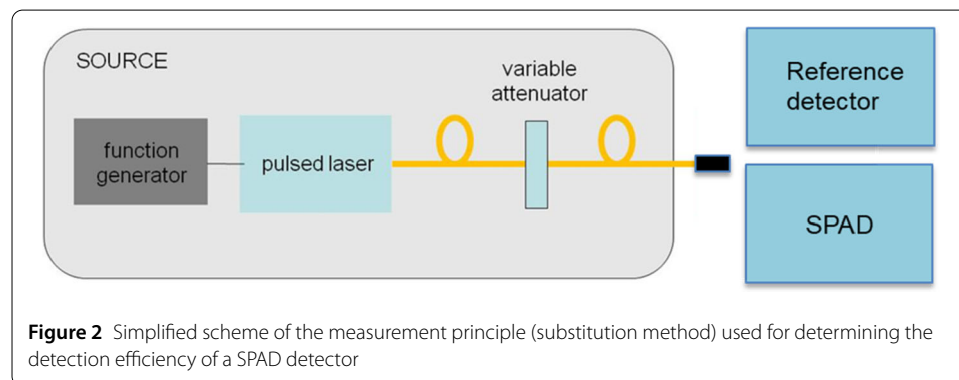 SOURCE
function
generator
pulsed laser
variable
attenuator
Reference
detector
SPAD
Figure 2 Simplified scheme of the measurement principle (substitution method) used for determining the
detection efficiency of a SPAD detector